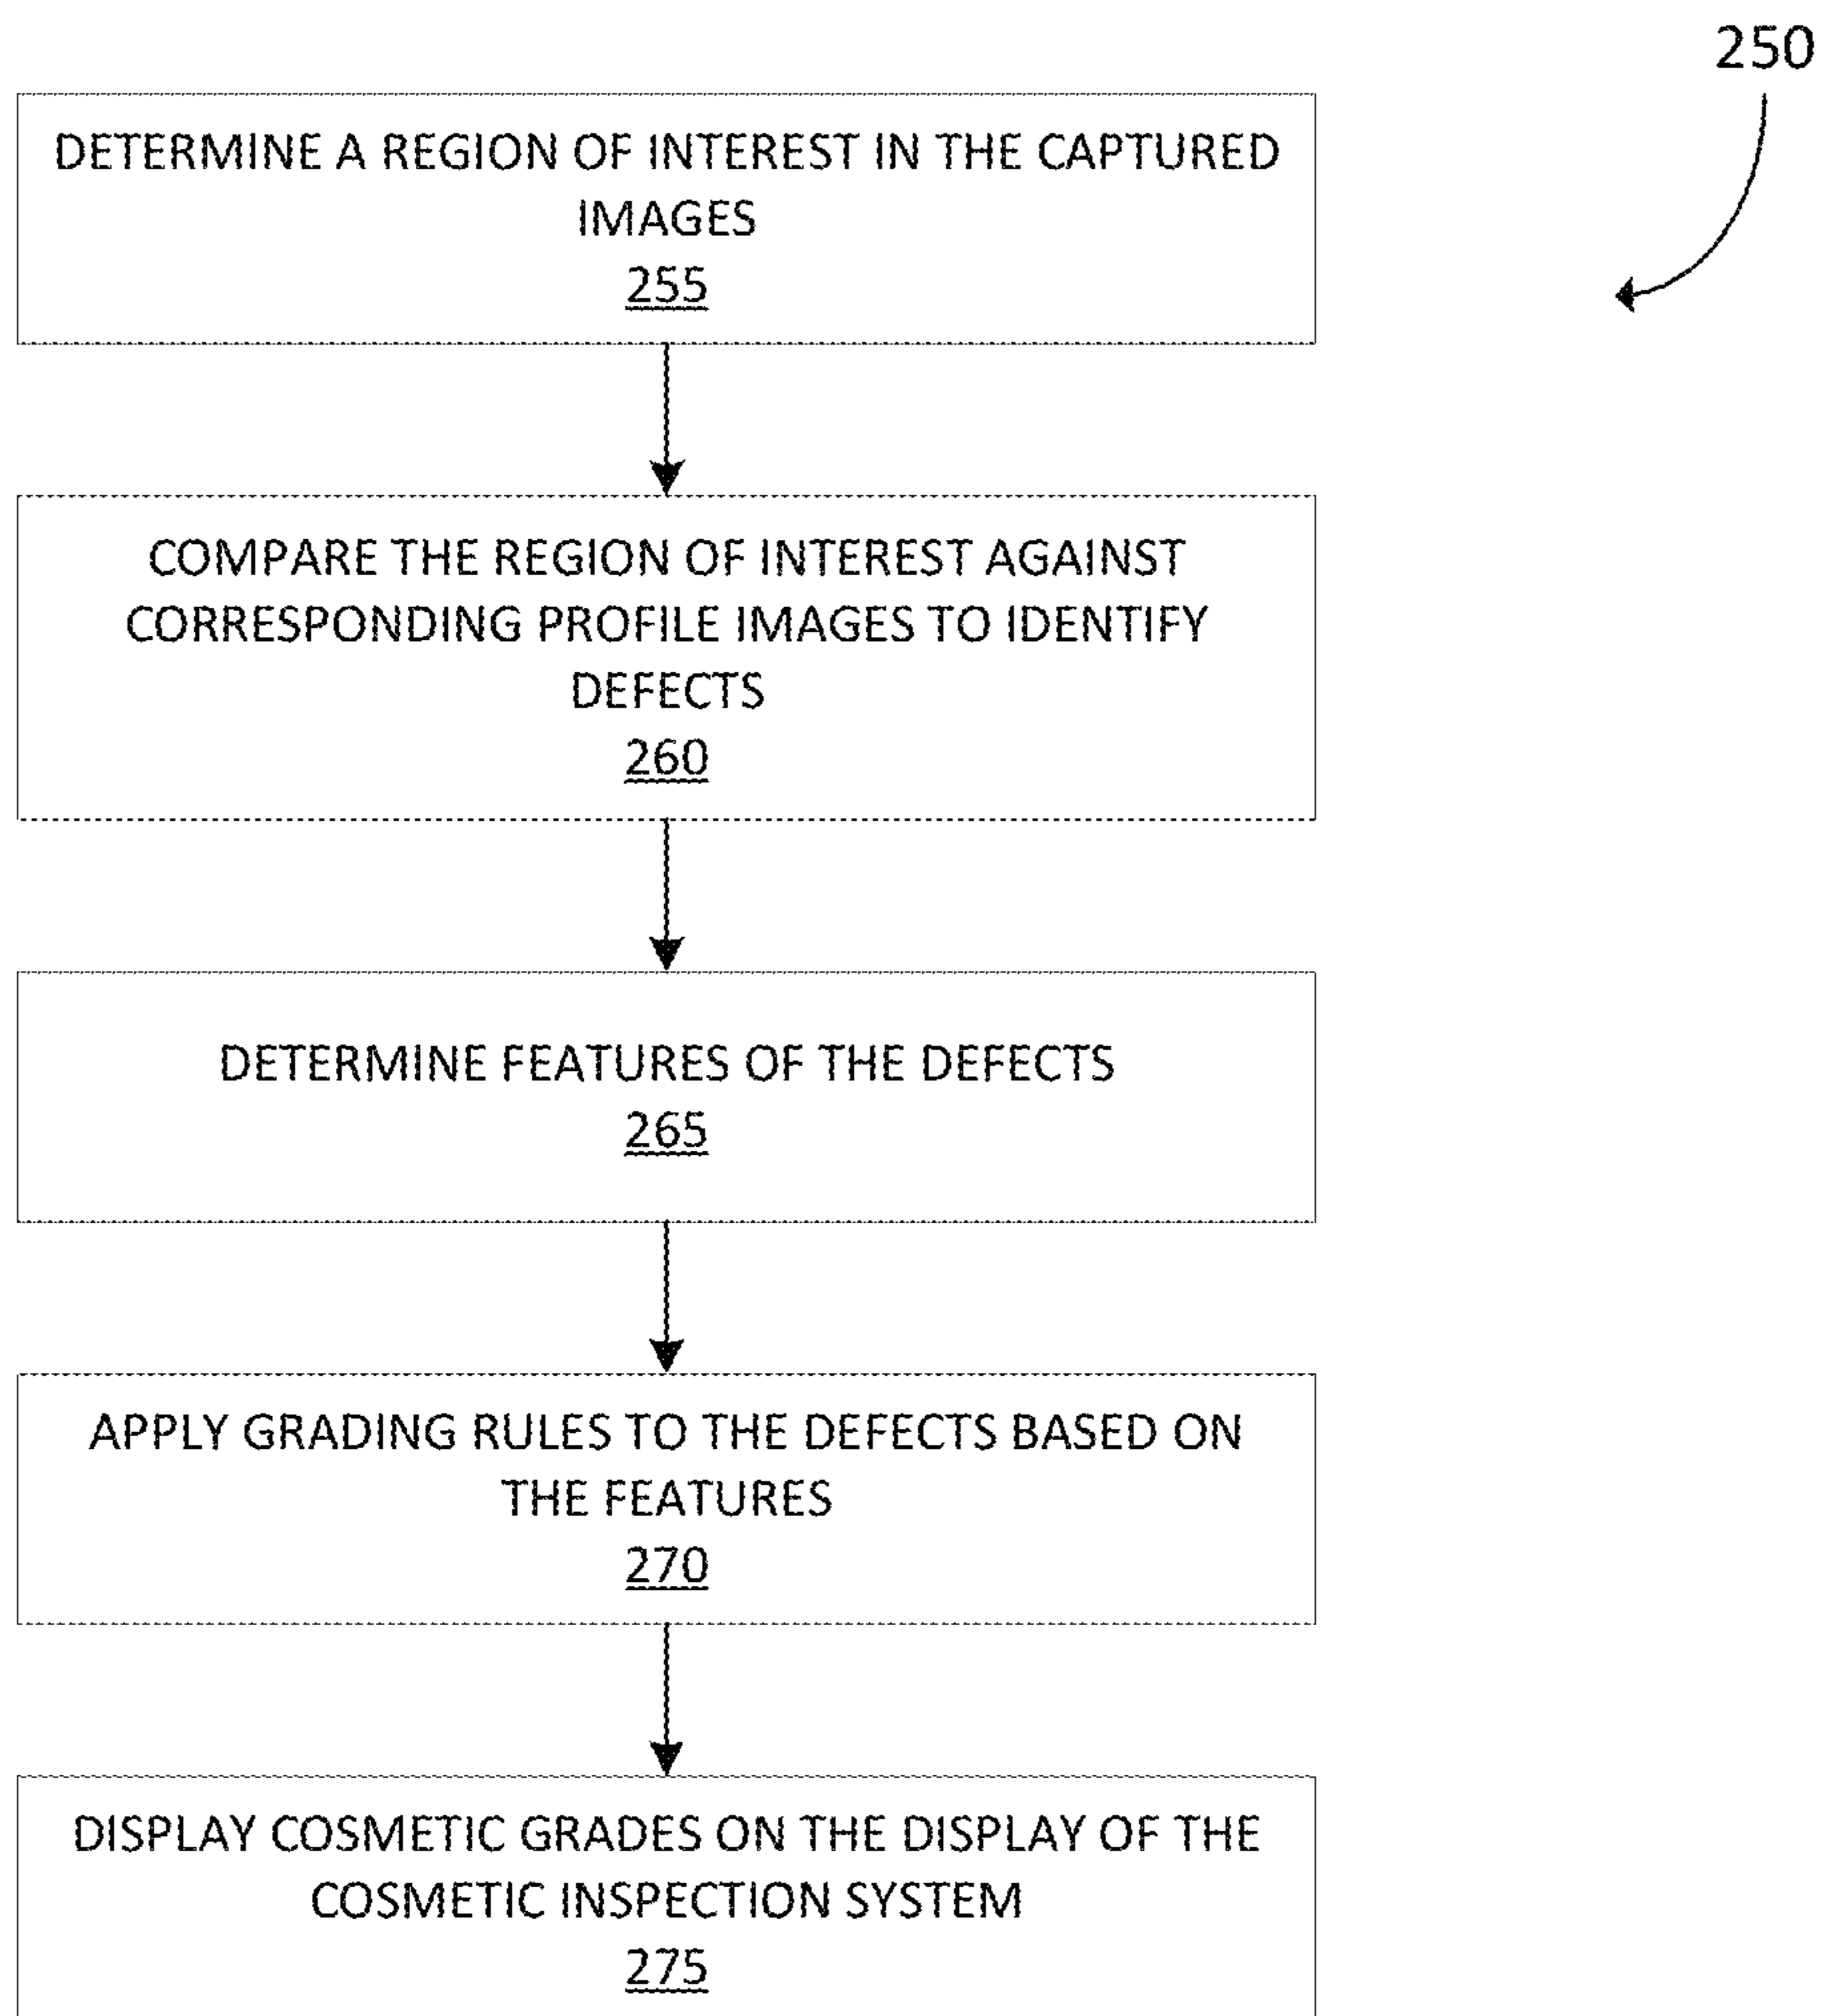 250
DETERMINE A REGION OF INTEREST IN THE CAPTURED
IMAGES
255
COMPARE THE REGION OF INTEREST AGAINST
CORRESPONDING PROFILE IMAGES TO IDENTIFY
DEFECTS
260
DETERMINE FEATURES OF THE DEFECTS
265
APPLY GRADING RULES TO THE DEFECTS BASED ON
THE FEATURES
270
DISPLAY COSMETIC GRADES ON THE DISPLAY OF THE
COSMETIC INSPECTION SYSTEM
275